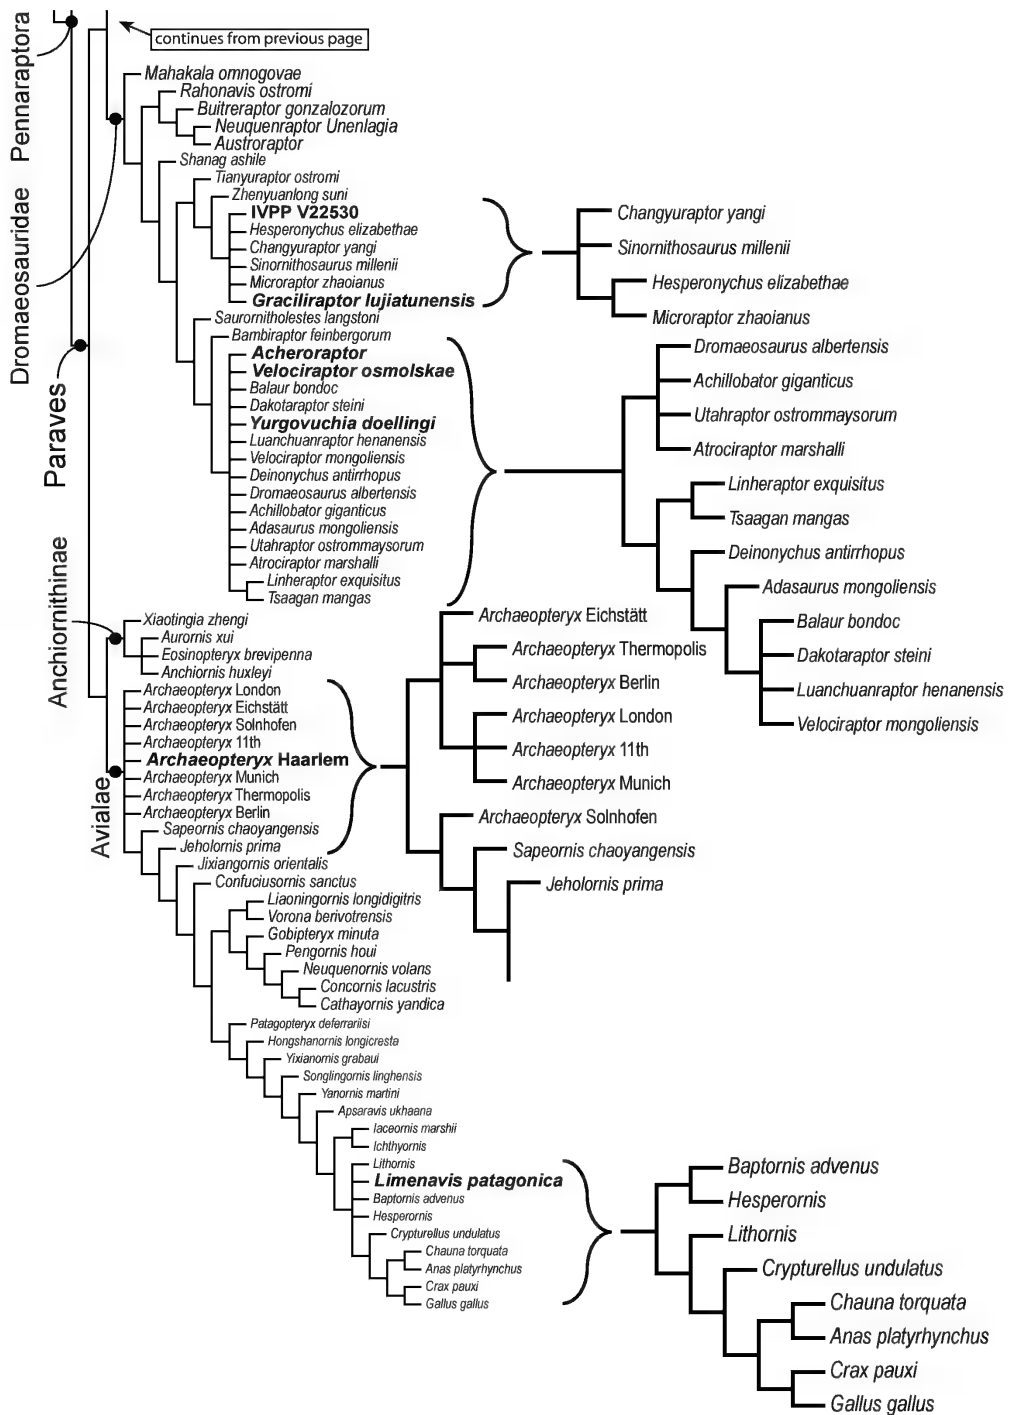 continues from previous page
Pennaraptora
Dromaeosauridae
Paraves
Anchiornithinae
Avialae
Mahakala omnogovae
Rahonavis ostromi
Buitreraptor gonzalozorum
Neuquenraptor Unenlagia
Austroraptor
Shanag ashile
Tianyuraptor ostromi
Zhenyuanlong suni
IVPP V22530
Hesperonychus elizabethae
Changyuraptor yangi
Sinornithosaurus millenii
Microraptor zhaoianus
Graciliraptor lujiatunensis
Saurornitholestes langstoni
Bambiraptor feinbergorum
Acheroraptor
Velociraptor osmolskae
Balaur bondoc
Dakotaraptor steini
Yurgovuchia doellingi
Luanchuanraptor henanensis
Velociraptor mongoliensis
Deinonychus antirrhopus
Dromaeosaurus albertensis
Achillobator giganticus
Adasaurus mongoliensis
Utahraptor ostrommaysorum
Atrociraptor marshalli
Linheraptor exquisitus
Tsaagan mangas
Xiaotingia zhengi
Aurornis xui
Eosinopteryx brevipenna
Anchiornis huxleyi
Archaeopteryx London
Archaeopteryx Eichstätt
Archaeopteryx Solnhofen
Archaeopteryx 11th
Archaeopteryx Haarlem
Archaeopteryx Munich
Archaeopteryx Thermopolis
Archaeopteryx Berlin
Sapeornis chaoyangensis
Jeholornis prima
Jixiangornis orientalis
Confuciusornis sanctus
Liaoningornis longidigitris
Vorona berivotrensis
Gobipteryx minuta
Pengornis houi
Neuquenornis volans
Concornis lacustris
Cathayornis yandica
Patagopteryx deferrariisi
Hongshanornis longicresta
Yixianornis grabaui
Songlingornis linghensis
Yanornis martini
Apsaravis ukhaana
Iaceornis marshii
Ichthyornis
Lithornis
Limenavis patagonica
Baptornis advenus
Hesperornis
Crypturellus undulatus
Chauna torquata
Anas platyrhynchus
Crax pauxi
Gallus gallus
Changyuraptor yangi
Sinornithosaurus millenii
Hesperonychus elizabethae
Microraptor zhaoianus
Dromaeosaurus albertensis
Achillobator giganticus
Utahraptor ostrommaysorum
Atrociraptor marshalli
Linheraptor exquisitus
Tsaagan mangas
Deinonychus antirrhopus
Adasaurus mongoliensis
Balaur bondoc
Dakotaraptor steini
Luanchuanraptor henanensis
Velociraptor mongoliensis
Archaeopteryx Eichstätt
Archaeopteryx Thermopolis
Archaeopteryx Berlin
Archaeopteryx London
Archaeopteryx 11th
Archaeopteryx Munich
Archaeopteryx Solnhofen
Sapeornis chaoyangensis
Jeholornis prima
Baptornis advenus
Hesperornis
Lithornis
Crypturellus undulatus
Chauna torquata
Anas platyrhynchus
Crax pauxi
Gallus gallus